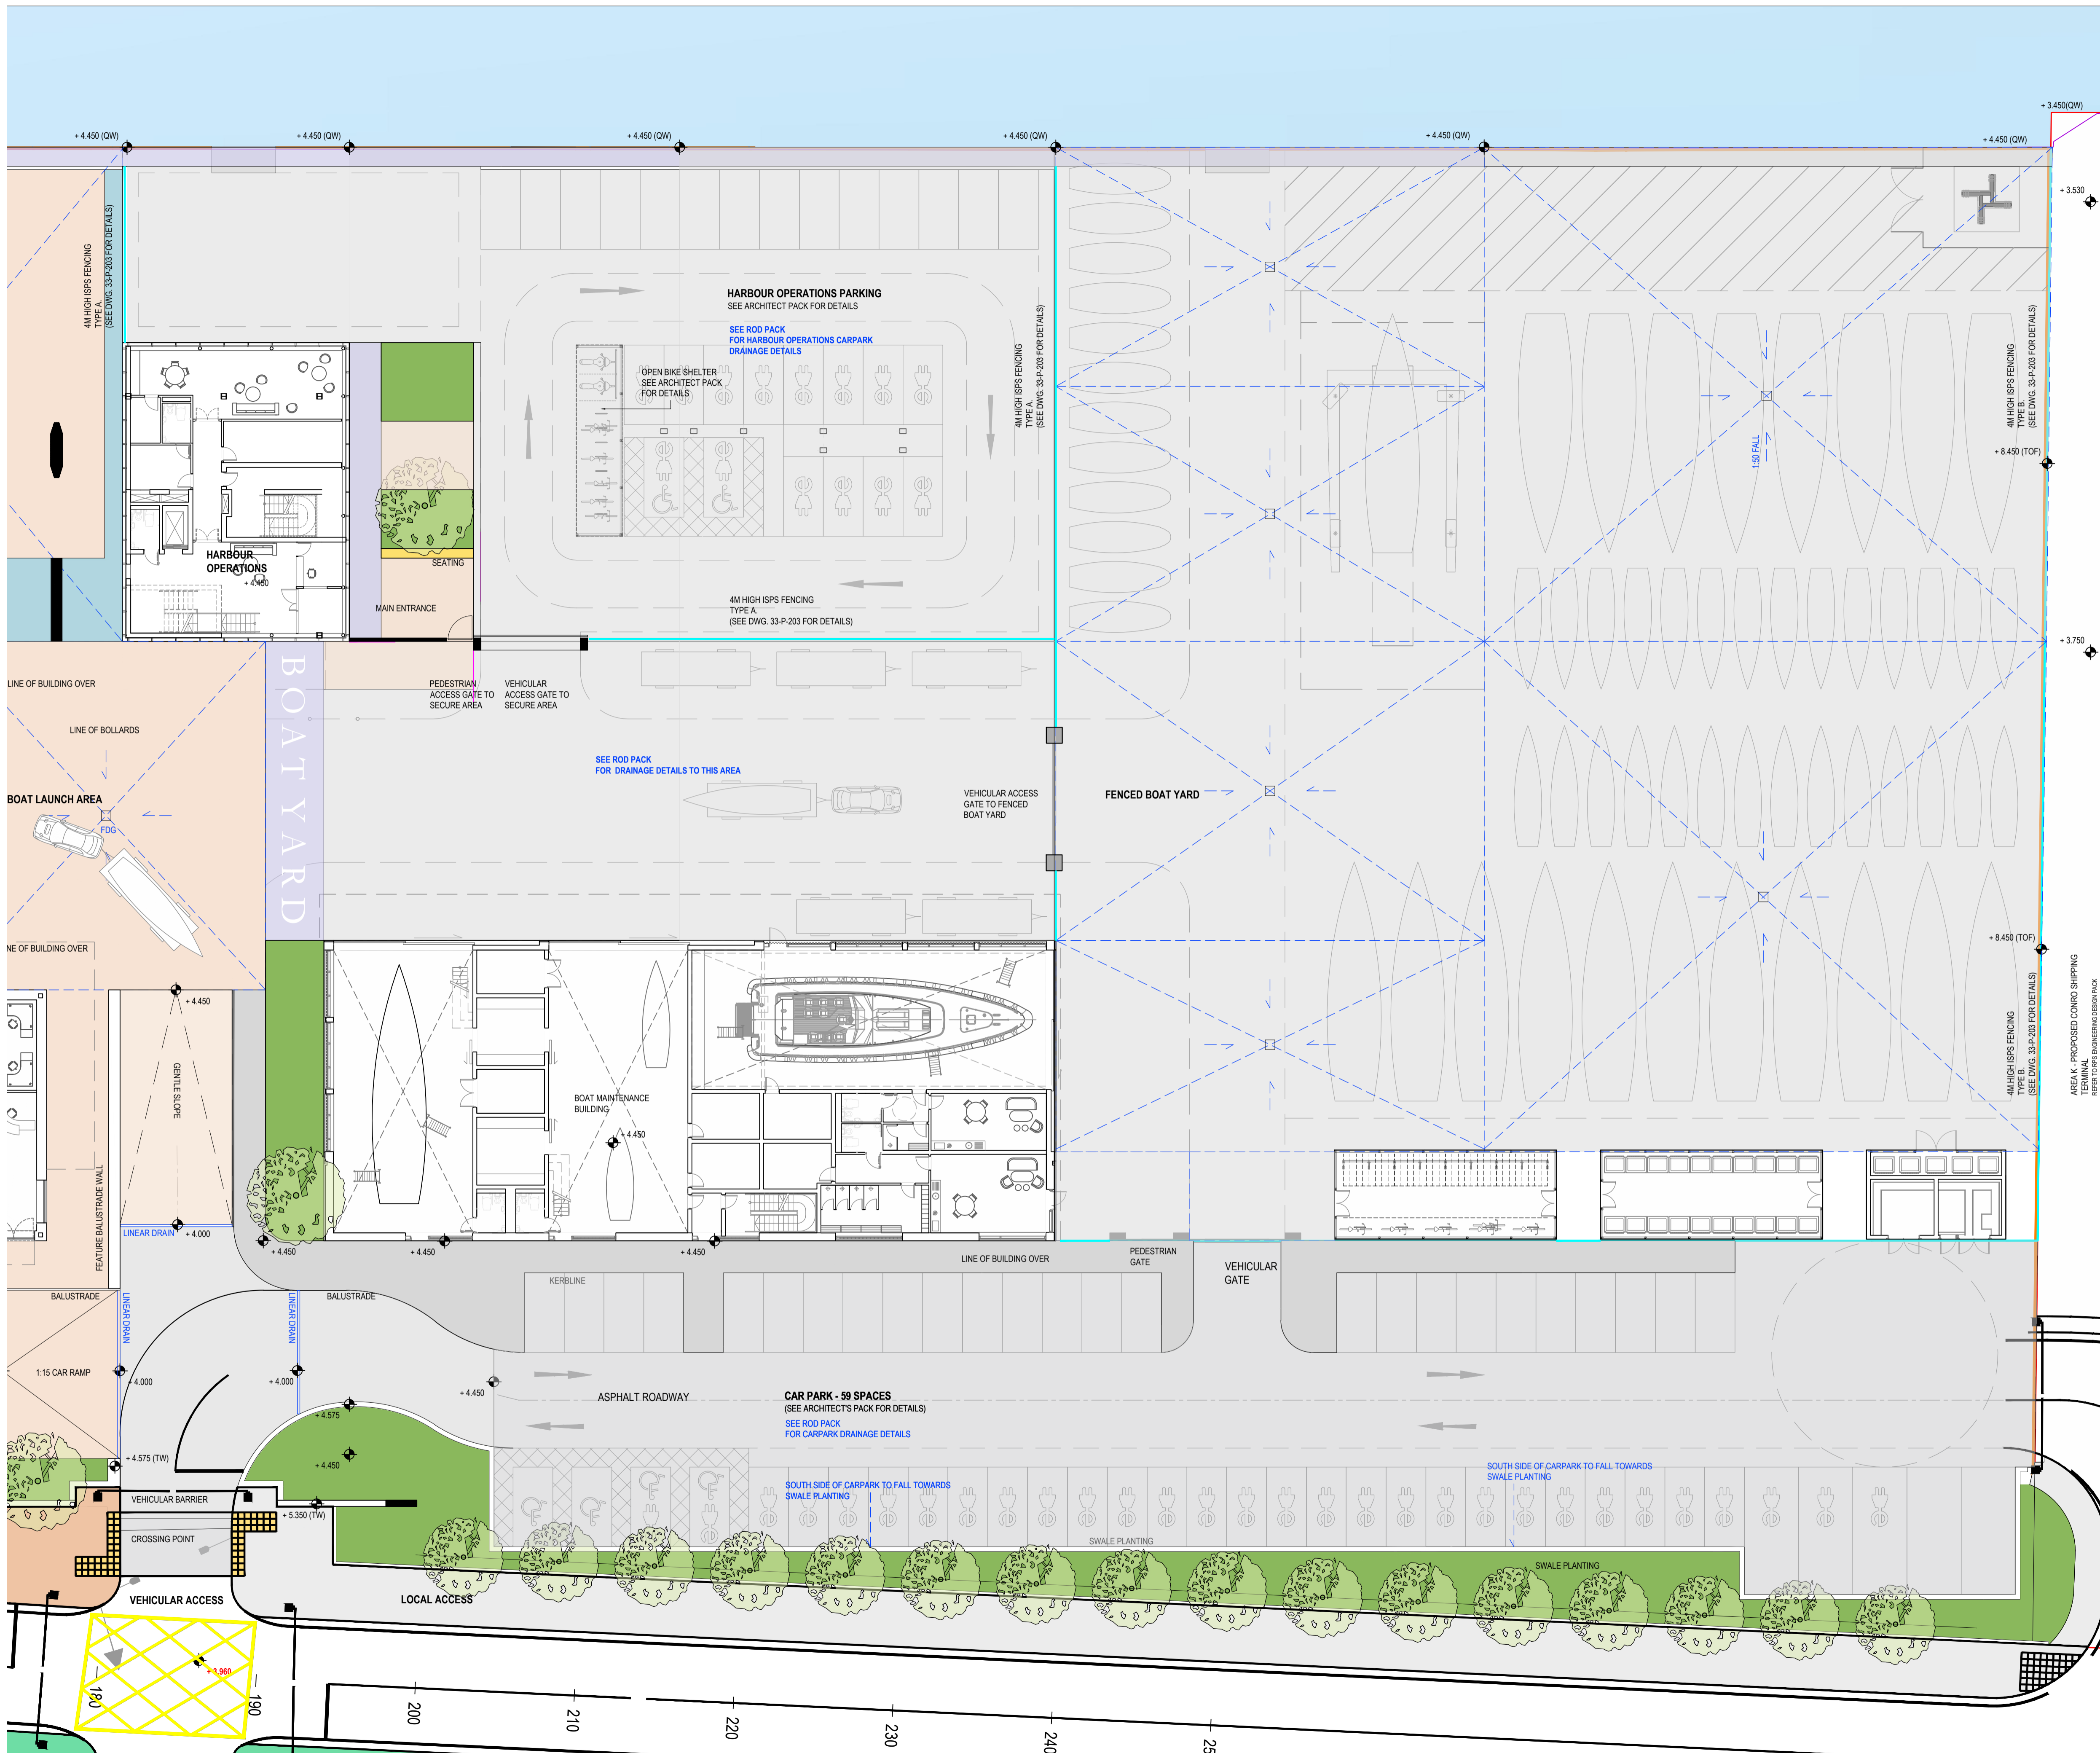 + 3.450(QW)
+ 4.450 (QW)
+ 4.450 (QW)
+ 4.450 (QW)
+ 4.450 (QW)
+ 4.450 (QW)
+ 4.450 (QW)
+ 3.530
4M HIGH ISPS FENCING
TYPE A.
(SEE DWG. 33-P-203 FOR DETAILS)
HARBOUR OPERATIONS PARKING
SEE ARCHITECT PACK FOR DETAILS
SEE ROD PACK
FOR HARBOUR OPERATIONS CARPARK
DRAINAGE DETAILS
OPEN BIKE SHELTER
SEE ARCHITECT PACK
FOR DETAILS
4M HIGH ISPS FENCING
TYPE A.
(SEE DWG. 33-P-203 FOR DETAILS)
4M HIGH ISPS FENCING
TYPE B.
(SEE DWG. 33-P-203 FOR DETAILS)
1:50 FALL
+ 8.450 (TOF)
HARBOUR
OPERATIONS
+ 4.450
SEATING
MAIN ENTRANCE
4M HIGH ISPS FENCING
TYPE A.
(SEE DWG. 33-P-203 FOR DETAILS)
+ 3.750
LINE OF BUILDING OVER
BOATYARD
PEDESTRIAN
ACCESS GATE TO
SECURE AREA
VEHICULAR
ACCESS GATE TO
SECURE AREA
LINE OF BOLLARDS
SEE ROD PACK
FOR DRAINAGE DETAILS TO THIS AREA
BOAT LAUNCH AREA
FDG
VEHICULAR ACCESS
GATE TO FENCED
BOAT YARD
FENCED BOAT YARD
NE OF BUILDING OVER
+ 8.450 (TOF)
+ 4.450
GENTLE SLOPE
BOAT MAINTENANCE
BUILDING
+ 4.450
4M HIGH ISPS FENCING
TYPE B.
(SEE DWG. 33-P-203 FOR DETAILS)
AREA K - PROPOSED CONRO SHIPPING
TERMINAL
REFER TO RPS ENGINEERING DESIGN PACK
FEATURE BALUSTRADE WALL
LINEAR DRAIN
+ 4.000
+ 4.450
+ 4.450
+ 4.450
LINE OF BUILDING OVER
PEDESTRIAN
GATE
VEHICULAR
GATE
KERBLINE
BALUSTRADE
LINEAR DRAIN
LINEAR DRAIN
BALUSTRADE
1:15 CAR RAMP
+ 4.000
+ 4.000
+ 4.450
ASPHALT ROADWAY
CAR PARK - 59 SPACES
(SEE ARCHITECT'S PACK FOR DETAILS)
SEE ROD PACK
FOR CARPARK DRAINAGE DETAILS
+ 4.575
+ 4.450
+ 4.575 (TW)
SOUTH SIDE OF CARPARK TO FALL TOWARDS
SWALE PLANTING
SOUTH SIDE OF CARPARK TO FALL TOWARDS
SWALE PLANTING
VEHICULAR BARRIER
+ 5.350 (TW)
CROSSING POINT
SWALE PLANTING
SWALE PLANTING
VEHICULAR ACCESS
LOCAL ACCESS
+ 3.960
180
190
200
210
220
230
240
25